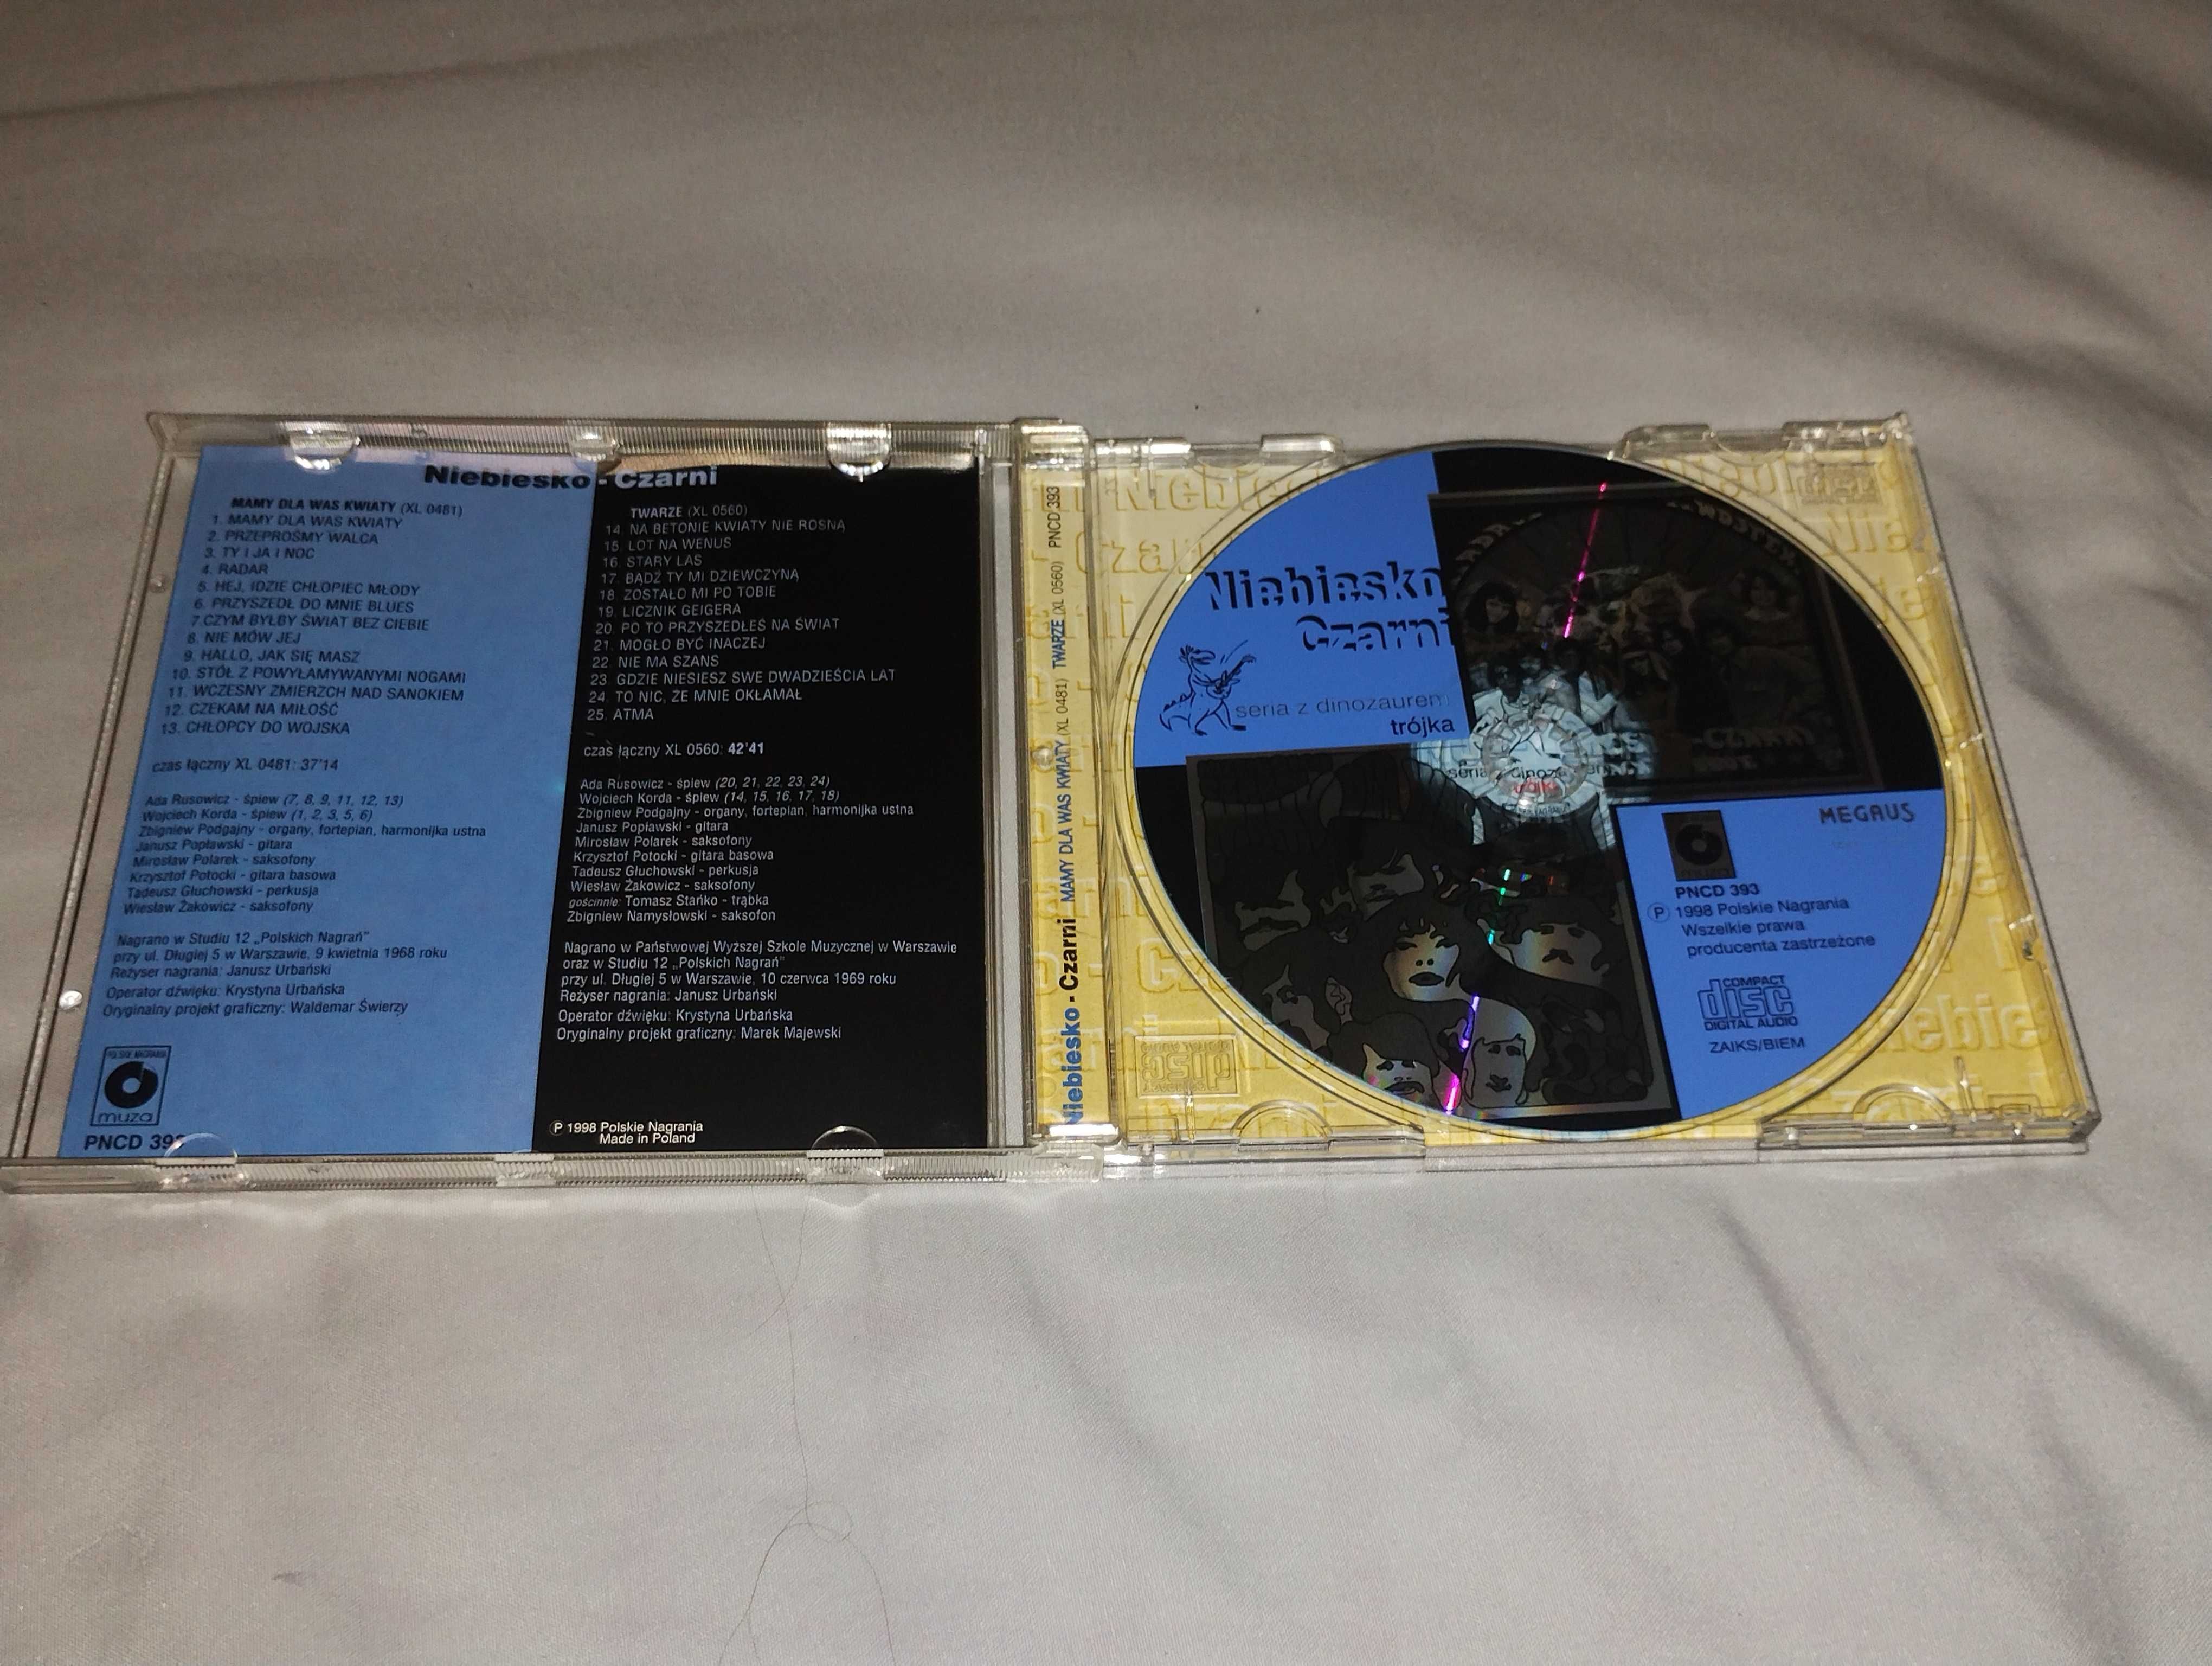 Niebiesko - Czarni
MAMY DLA WAS KWIATY (XL 0481)
1. MAMY DLA WAS KWIATY
2. PRZEPROŚMY WALCA
3. TY I JA I NOC
4. RADAR
5. HEJ, IDZIE CHŁOPIEC MŁODY
6. PRZYSZEDŁ DO MNIE BLUES
7.CZYM BYŁBY ŚWIAT BEZ CIEBIE
8. NIE MÓW JEJ
9. HALLO, JAK SIĘ MASZ
10. STÓŁ Z POWYŁAMYWANYMI NOGAMI
11. WCZESNY ZMIERZCH NAD SANOKIEM
12. CZEKAM NA MIŁOŚĆ
13. CHŁOPCY DO WOJSKA
czas łączny XL 0481: 37'14
Ada Rusowicz - śpiew (7, 8, 9, 11, 12, 13)
Wojciech Korda - śpiew (1, 2, 3, 5, 6)
Zbigniew Podgajny - organy, fortepian, harmonijka ustna
Janusz Popławski - gitara
Mirosław Polarek - saksofony
Krzysztof Potocki - gitara basowa
Tadeusz Głuchowski - perkusja
Wiesław Żakowicz - saksofony
Nagrano w Studiu 12 „Polskich Nagrań"
przy ul. Długiej 5 w Warszawie, 9 kwietnia 1968 roku
Reżyser nagrania: Janusz Urbański
Operator dźwięku: Krystyna Urbańska
Oryginalny projekt graficzny: Waldemar Świerzy
POLSKIE NAGRANIA
muza
PNCD 393
TWARZE (XL 0560)
14. NA BETONIE KWIATY NIE ROSNĄ
15. LOT NA WENUS
16. STARY LAS
17. BĄDŹ TY MI DZIEWCZYNĄ
18. ZOSTAŁO MI PO TOBIE
19. LICZNIK GEIGERA
20. PO TO PRZYSZEDŁEŚ NA ŚWIAT
21. MOGŁO BYĆ INACZEJ
22. NIE MA SZANS
23. GDZIE NIESIESZ SWE DWADZIEŚCIA LAT
24. TO NIC, ŻE MNIE OKŁAMAŁ
25. ATMA
czas łączny XL 0560: 42'41
Ada Rusowicz - śpiew (20, 21, 22, 23, 24)
Wojciech Korda - śpiew (14, 15, 16, 17, 18)
Zbigniew Podgajny - organy, fortepian, harmonijka ustna
Janusz Popławski - gitara
Mirosław Polarek - saksofony
Krzysztof Potocki - gitara basowa
Tadeusz Głuchowski - perkusja
Wiesław Żakowicz - saksofony
gościnnie: Tomasz Stańko - trąbka
Zbigniew Namysłowski - saksofon
Nagrano w Państwowej Wyższej Szkole Muzycznej w Warszawie
oraz w Studiu 12 „Polskich Nagrań"
przy ul. Długiej 5 w Warszawie, 10 czerwca 1969 roku
Reżyser nagrania: Janusz Urbański
Operator dźwięku: Krystyna Urbańska
Oryginalny projekt graficzny: Marek Majewski
Ⓟ 1998 Polskie Nagrania
Made in Poland
Niebiesko - Czarni MAMY DLA WAS KWIATY (XL 0481) TWARZE (XL 0560) PNCD 393
Niebiesko
Czarni
seria z dinozaurem
trójka
MEGAUS
PNCD 393
Ⓟ 1998 Polskie Nagrania
Wszelkie prawa
producenta zastrzeżone
COMPACT
disc
DIGITAL AUDIO
ZAIKS/BIEM